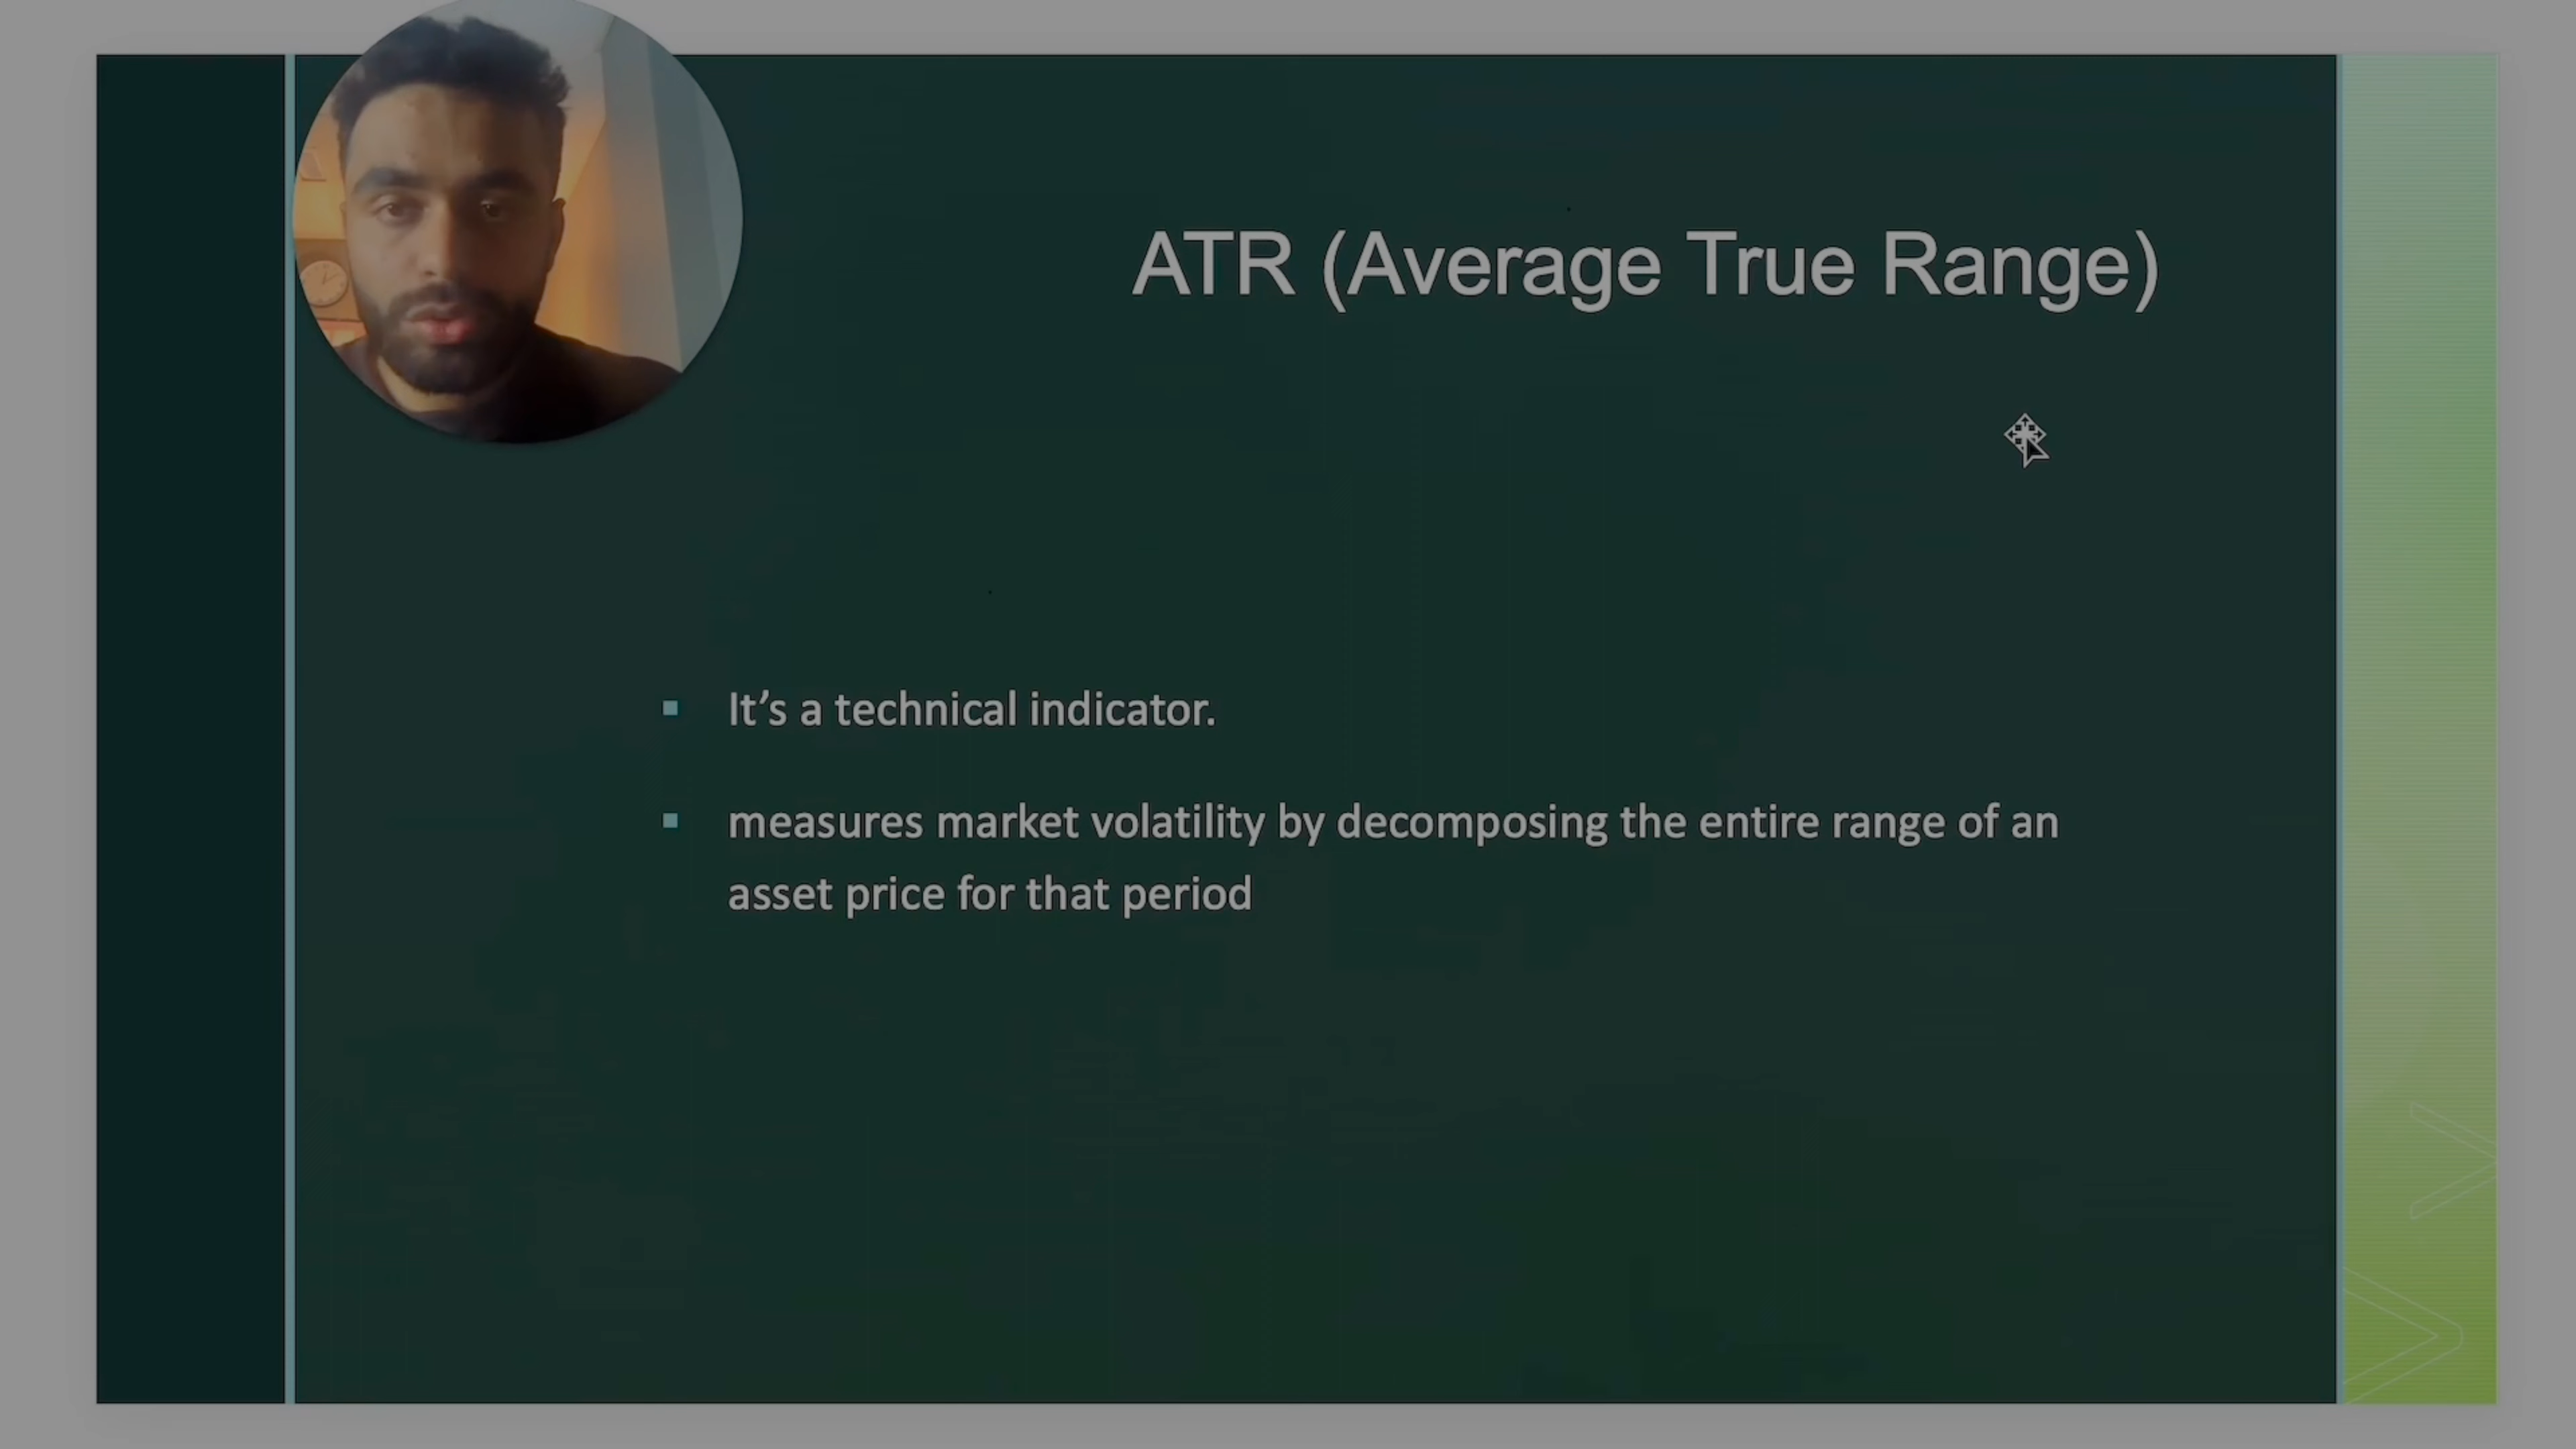 ATR (Average True Range)
It’s a technical indicator.
measures market volatility by decomposing the entire range of an
asset price for that period